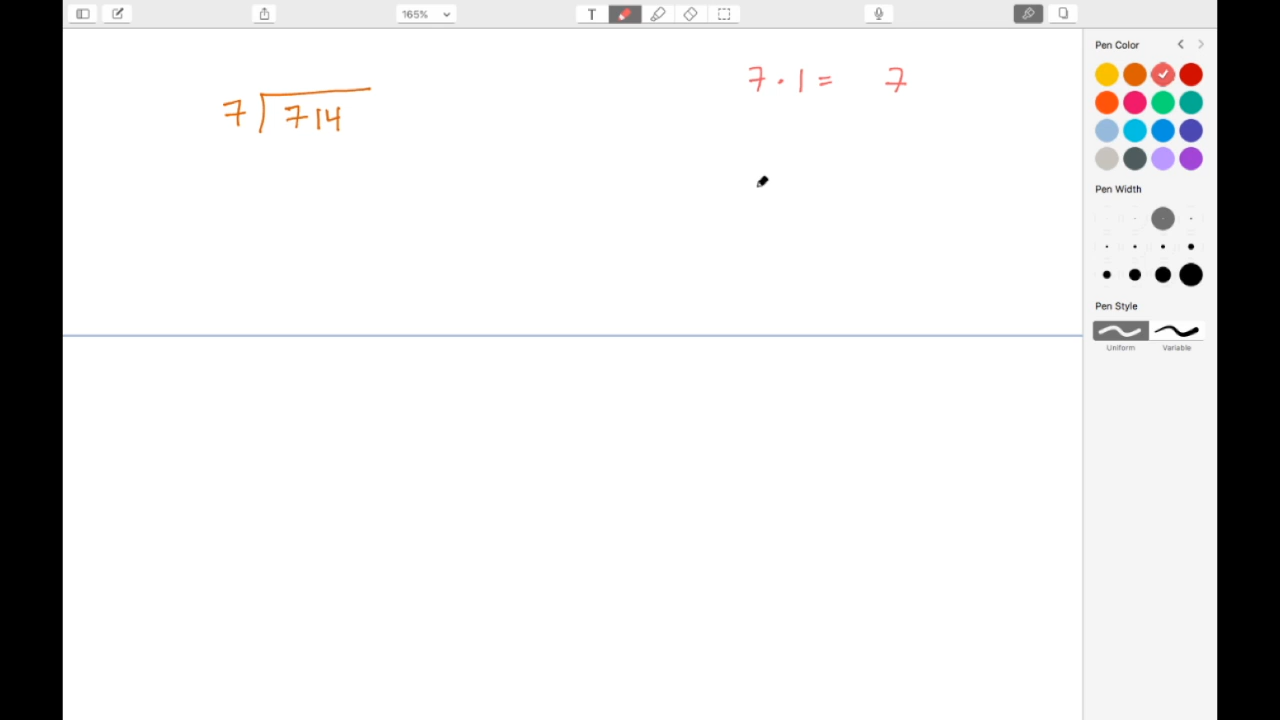 165%
T
Pen Color
7 · 1 = 7
7 ) 714
Pen Width
Pen Style
Uniform Variable